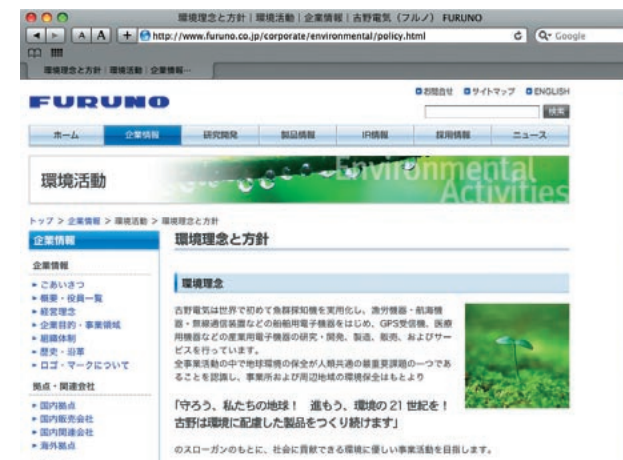 環境理念と方針｜環境活動｜企業情報｜古野電気（フルノ） FURUNO
A A + http://www.furuno.co.jp/corporate/environmental/policy.html Google
環境理念と方針｜環境活動｜企業情報…
お問合せ サイトマップ ENGLISH
FURUNO
検索
ホーム 企業情報 研究開発 製品情報 IR情報 採用情報 ニュース
環境活動
Environmental
Activities
トップ > 企業情報 > 環境活動 > 環境理念と方針
企業情報
環境理念と方針
企業情報
ごあいさつ
概要・役員一覧
経営理念
企業目的・事業領域
組織体制
歴史・沿革
ロゴ・マークについて
拠点・関連会社
国内拠点
国内販売会社
国内関連会社
海外拠点
環境理念
古野電気は世界で初めて魚群探知機を実用化し、漁労機器・航海機
器・無線通信装置などの舶用電子機器をはじめ、GPS受信機、医療
用機器などの産業用電子機器の研究・開発、製造、販売、およびサー
ビスを行っています。
全事業活動の中で地球環境の保全が人類共通の最重要課題の一つであ
ることを認識し、事業所および周辺地域の環境保全はもとより
「守ろう、私たちの地球！ 進もう、環境の21世紀を！
古野は環境に配慮した製品をつくり続けます」
のスローガンのもとに、社会に貢献できる環境に優しい事業活動を目指します。